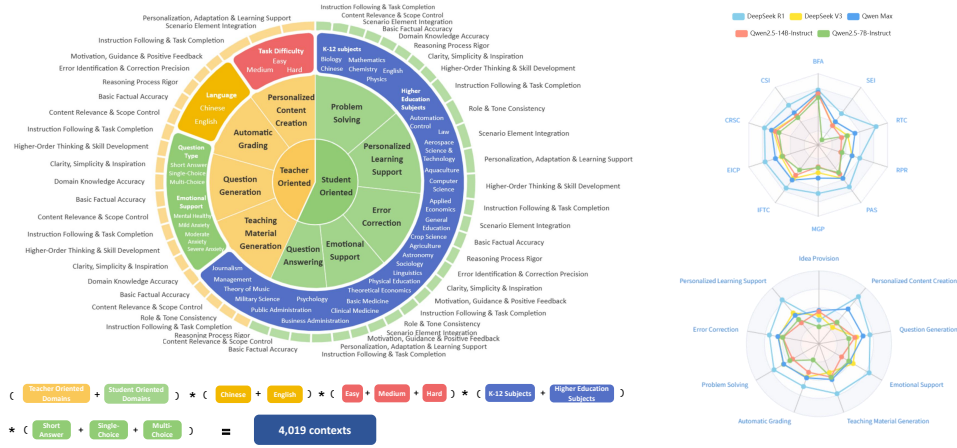 Personalization, Adaptation & Learning Support
Scenario Element Integration
Instruction Following & Task Completion
Motivation, Guidance & Positive Feedback
Error Identification & Correction Precision
Reasoning Process Rigor
Basic Factual Accuracy
Content Relevance & Scope Control
Instruction Following & Task Completion
Higher-Order Thinking & Skill Development
Clarity, Simplicity & Inspiration
Domain Knowledge Accuracy
Basic Factual Accuracy
Content Relevance & Scope Control
Instruction Following & Task Completion
Higher-Order Thinking & Skill Development
Clarity, Simplicity & Inspiration
Domain Knowledge Accuracy
Basic Factual Accuracy
Content Relevance & Scope Control
Role & Tone Consistency
Instruction Following & Task Completion
Reasoning Process Rigor
Content Relevance & Scope Control
Basic Factual Accuracy
Instruction Following & Task Completion
Content Relevance & Scope Control
Scenario Element Integration
Basic Factual Accuracy
Domain Knowledge Accuracy
Reasoning Process Rigor
Clarity, Simplicity & Inspiration
Higher-Order Thinking & Skill Development
Instruction Following & Task Completion
Role & Tone Consistency
Scenario Element Integration
Personalization, Adaptation & Learning Support
Higher-Order Thinking & Skill Development
Instruction Following & Task Completion
Scenario Element Integration
Basic Factual Accuracy
Reasoning Process Rigor
Error Identification & Correction Precision
Clarity, Simplicity & Inspiration
Motivation, Guidance & Positive Feedback
Instruction Following & Task Completion
Role & Tone Consistency
Scenario Element Integration
Motivation, Guidance & Positive Feedback
Personalization, Adaptation & Learning Support
Instruction Following & Task Completion
Task Difficulty
Easy
Medium Hard
Language
Chinese
English
Question
Type
Short Answer
Single-Choice
Multi-Choice
Emotional
Support
Mental Healthy
Mild Anxiety
Moderate
Anxiety
Severe Anxiety
K-12 subjects
Biology Mathematics
Chinese Chemistry English
Physics
Higher
Education
Subjects
Automation
Control
Law
Aerospace
Science &
Technology
Aquaculture
Computer
Science
Applied
Economics
General
Education
Crop Science
Agriculture
Astronomy
Sociology
Linguistics
Physical Education
Theoretical Economics
Basic Medicine
Clinical Medicine
Psychology
Business Administration
Public Administration
Military Science
Theory of Music
Management
Journalism
Personalized
Content
Creation
Automatic
Grading
Question
Generation
Teaching
Material
Generation
Teacher
Oriented
Student
Oriented
Problem
Solving
Personalized
Learning
Support
Error
Correction
Emotional
Support
Question
Answering
( Teacher Oriented Domains + Student Oriented Domains ) * ( Chinese + English ) * ( Easy + Medium + Hard ) * ( K-12 Subjects + Higher Education Subjects )
* ( Short Answer + Single-Choice + Multi-Choice ) = 4,019 contexts
DeepSeek R1 DeepSeek V3 Qwen Max
Qwen2.5-14B-Instruct Qwen2.5-7B-Instruct
BFA
CSI SEI
CRSC RTC
EICP RPR
IFTC PAS
MGP
Idea Provision
Personalized Learning Support Personalized Content Creation
Error Correction Question Generation
Problem Solving Emotional Support
Automatic Grading Teaching Material Generation